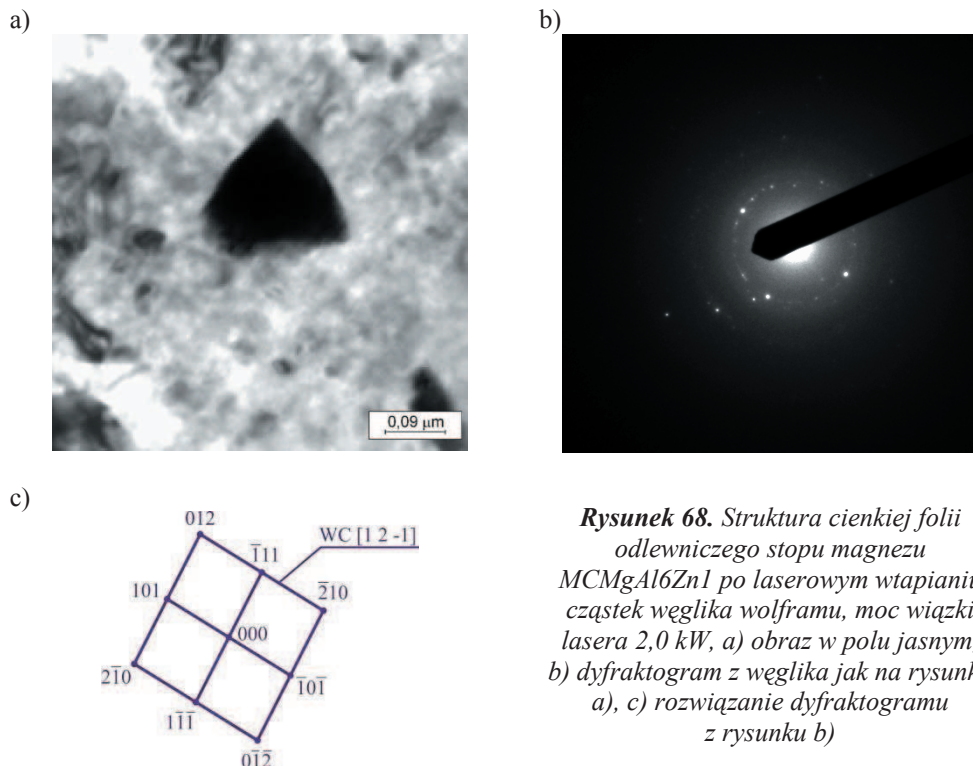 a)
b)
0,09 µm
c)
012
WC [1 2 -1]
1̅11
2̅10
101
000
21̅0
1̅01̅
11̅1̅
01̅2̅
Rysunek 68. Struktura cienkiej folii
odlewniczego stopu magnezu
MCMgAl6Zn1 po laserowym wtapiani
cząstek węglika wolframu, moc wiązki
lasera 2,0 kW, a) obraz w polu jasnym
b) dyfraktogram z węglika jak na rysunk
a), c) rozwiązanie dyfraktogramu
z rysunku b)